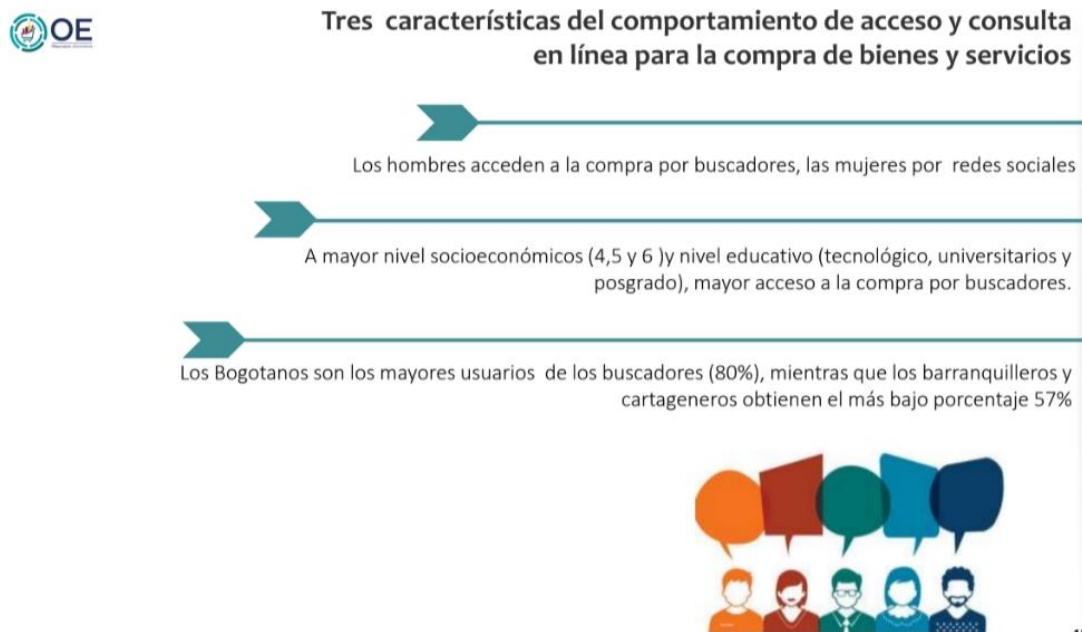 OE
Tres características del comportamiento de acceso y consulta
en línea para la compra de bienes y servicios
Los hombres acceden a la compra por buscadores, las mujeres por redes sociales
A mayor nivel socioeconómicos (4,5 y 6 )y nivel educativo (tecnológico, universitarios y
posgrado), mayor acceso a la compra por buscadores.
Los Bogotanos son los mayores usuarios de los buscadores (80%), mientras que los barranquilleros y
cartageneros obtienen el más bajo porcentaje 57%